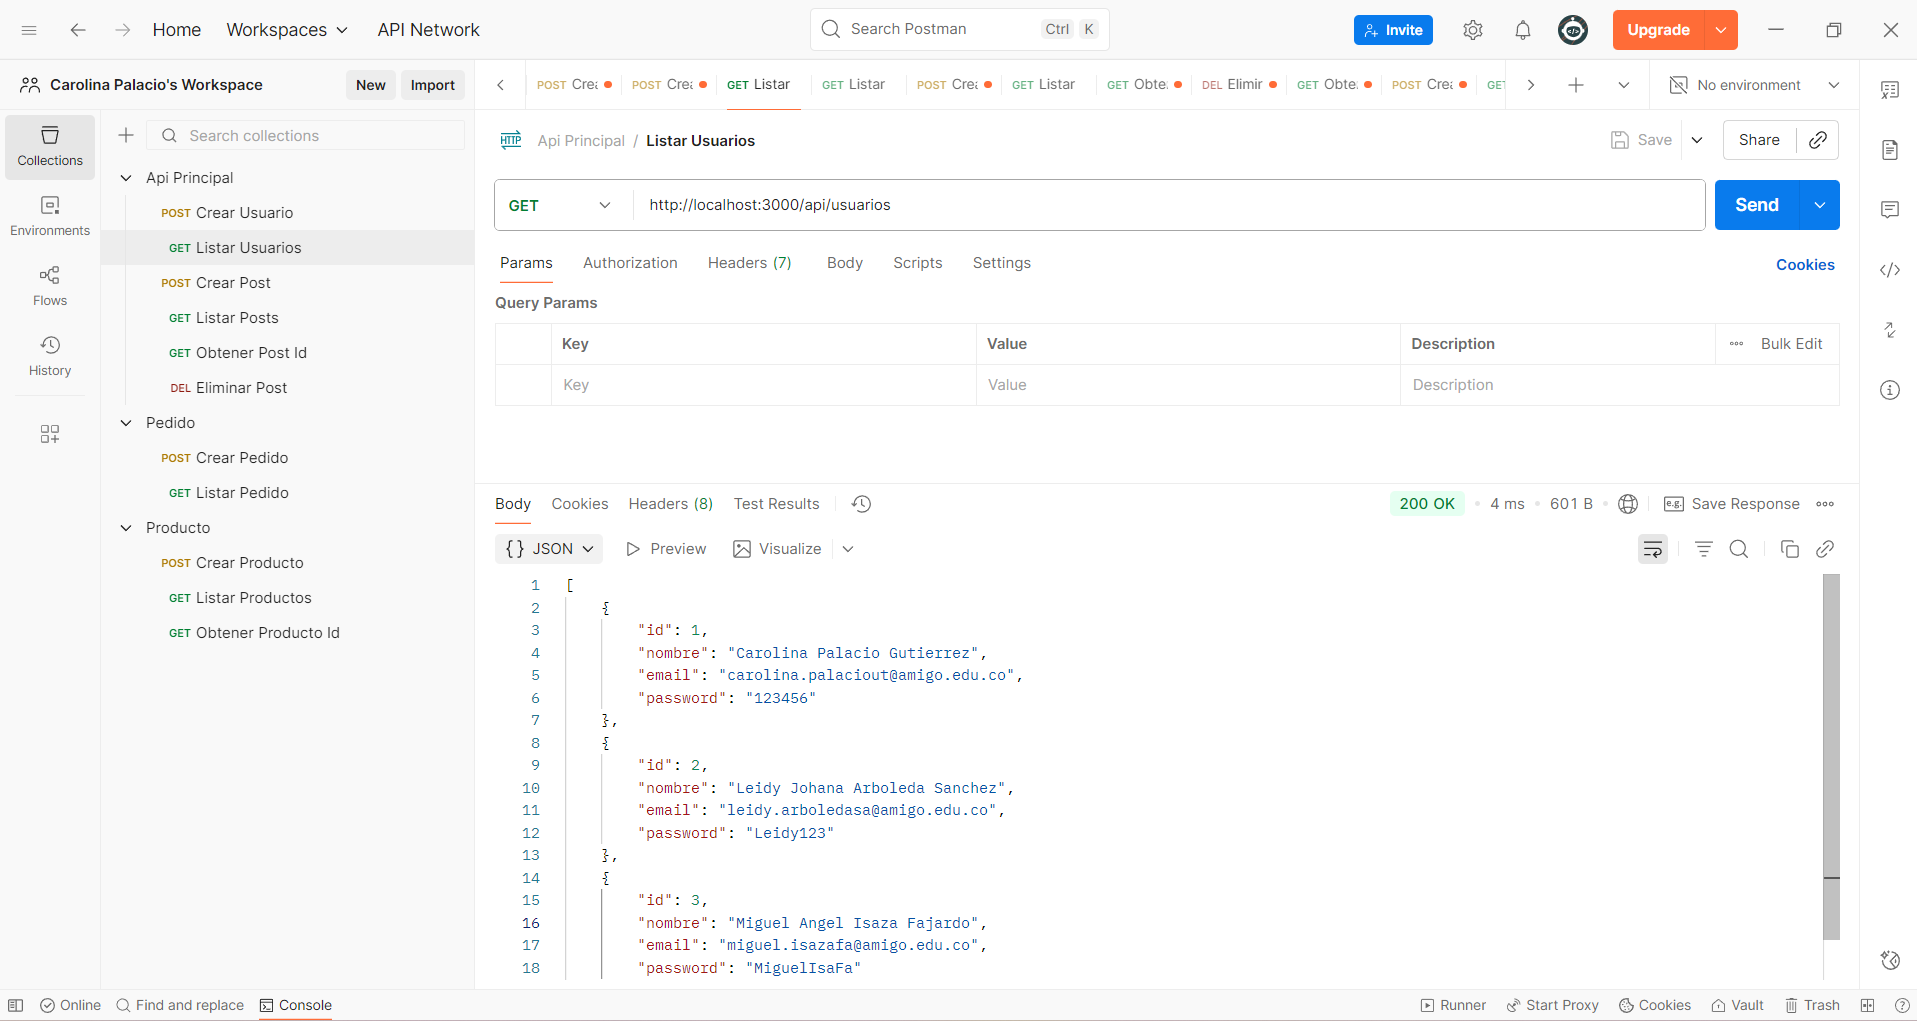 Home Workspaces API Network Search Postman Ctrl K Invite Upgrade
Carolina Palacio's Workspace New Import
POST Crea POST Crea GET Listar GET Listar POST Crea GET Listar GET Obte DEL Elimir GET Obte POST Crea GET No environment
Collections
Environments
Flows
History
Search collections
Api Principal
POST Crear Usuario
GET Listar Usuarios
POST Crear Post
GET Listar Posts
GET Obtener Post Id
DEL Eliminar Post
Pedido
POST Crear Pedido
GET Listar Pedido
Producto
POST Crear Producto
GET Listar Productos
GET Obtener Producto Id
HTTP Api Principal / Listar Usuarios Save Share
GET http://localhost:3000/api/usuarios Send
Params Authorization Headers (7) Body Scripts Settings Cookies
Query Params
Key Value Description Bulk Edit
Key Value Description
Body Cookies Headers (8) Test Results 200 OK 4 ms 601 B e.g. Save Response
{} JSON Preview Visualize
1 [
2 {
3 "id": 1,
4 "nombre": "Carolina Palacio Gutierrez",
5 "email": "carolina.palaciout@amigo.edu.co",
6 "password": "123456"
7 },
8 {
9 "id": 2,
10 "nombre": "Leidy Johana Arboleda Sanchez",
11 "email": "leidy.arboledasa@amigo.edu.co",
12 "password": "Leidy123"
13 },
14 {
15 "id": 3,
16 "nombre": "Miguel Angel Isaza Fajardo",
17 "email": "miguel.isazafa@amigo.edu.co",
18 "password": "MiguelIsaFa"
Online Find and replace Console Runner Start Proxy Cookies Vault Trash